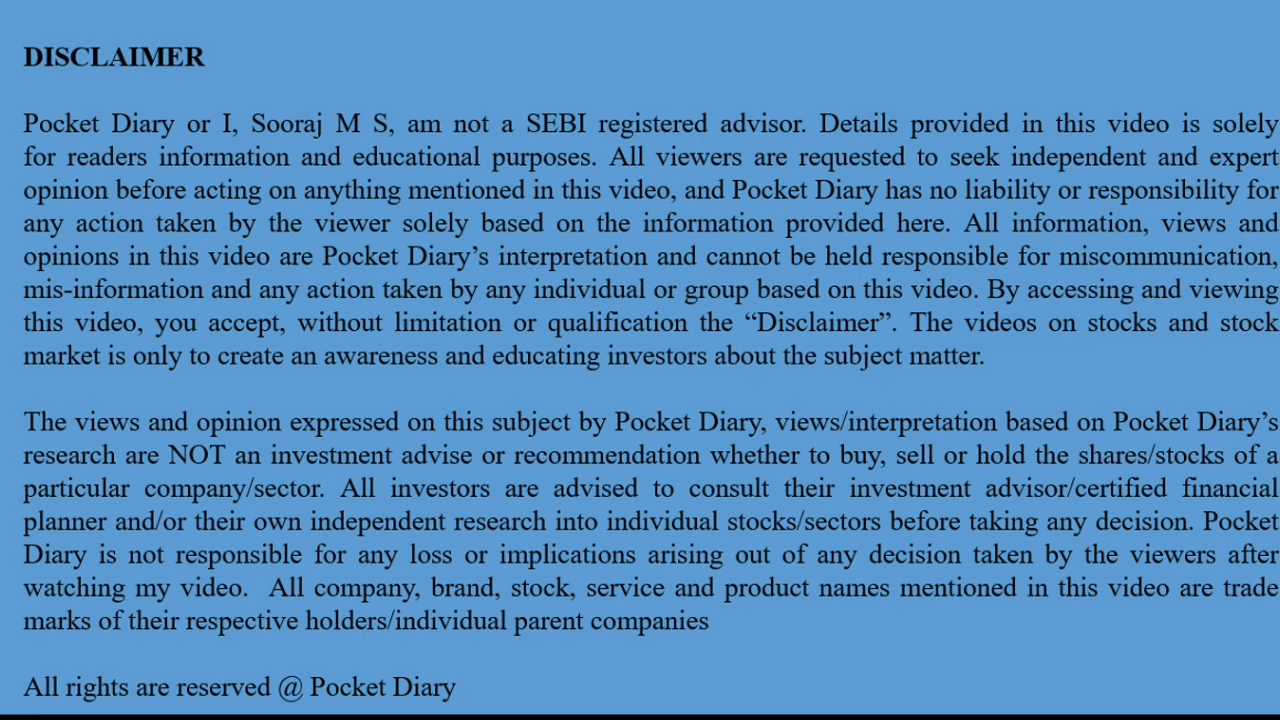 DISCLAIMER
Pocket Diary or I, Sooraj M S, am not a SEBI registered advisor. Details provided in this video is solely
for readers information and educational purposes. All viewers are requested to seek independent and expert
opinion before acting on anything mentioned in this video, and Pocket Diary has no liability or responsibility for
any action taken by the viewer solely based on the information provided here. All information, views and
opinions in this video are Pocket Diary’s interpretation and cannot be held responsible for miscommunication,
mis-information and any action taken by any individual or group based on this video. By accessing and viewing
this video, you accept, without limitation or qualification the “Disclaimer”. The videos on stocks and stock
market is only to create an awareness and educating investors about the subject matter.
The views and opinion expressed on this subject by Pocket Diary, views/interpretation based on Pocket Diary’s
research are NOT an investment advise or recommendation whether to buy, sell or hold the shares/stocks of a
particular company/sector. All investors are advised to consult their investment advisor/certified financial
planner and/or their own independent research into individual stocks/sectors before taking any decision. Pocket
Diary is not responsible for any loss or implications arising out of any decision taken by the viewers after
watching my video.  All company, brand, stock, service and product names mentioned in this video are trade
marks of their respective holders/individual parent companies
All rights are reserved @ Pocket Diary